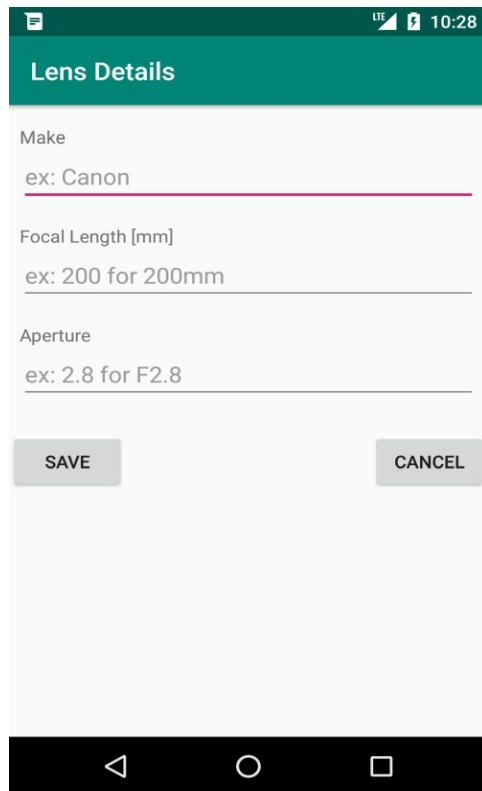 LTE 10:28
Lens Details
Make
ex: Canon
Focal Length [mm]
ex: 200 for 200mm
Aperture
ex: 2.8 for F2.8
SAVE CANCEL